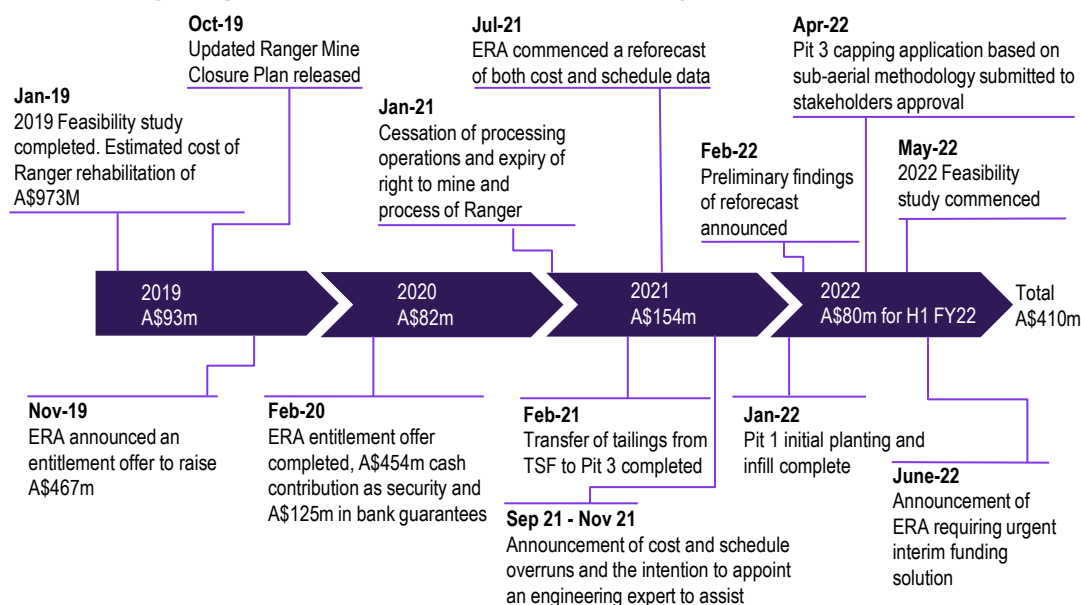 Oct-19
Updated Ranger Mine
Closure Plan released
Jul-21
ERA commenced a reforecast
of both cost and schedule data
Apr-22
Pit 3 capping application based on
sub-aerial methodology submitted to
stakeholders approval
Jan-19
2019 Feasibility study
completed. Estimated cost of
Ranger rehabilitation of
A$973M
Jan-21
Cessation of processing
operations and expiry of
right to mine and
process of Ranger
Feb-22
Preliminary findings
of reforecast
announced
May-22
2022 Feasibility
study commenced
2019
A$93m
2020
A$82m
2021
A$154m
2022
A$80m for H1 FY22
Total
A$410m
Nov-19
ERA announced an
entitlement offer to raise
A$467m
Feb-20
ERA entitlement offer
completed, A$454m cash
contribution as security and
A$125m in bank guarantees
Feb-21
Transfer of tailings from
TSF to Pit 3 completed
Sep 21 - Nov 21
Announcement of cost and schedule
overruns and the intention to appoint
an engineering expert to assist
Jan-22
Pit 1 initial planting and
infill complete
June-22
Announcement of
ERA requiring urgent
interim funding
solution